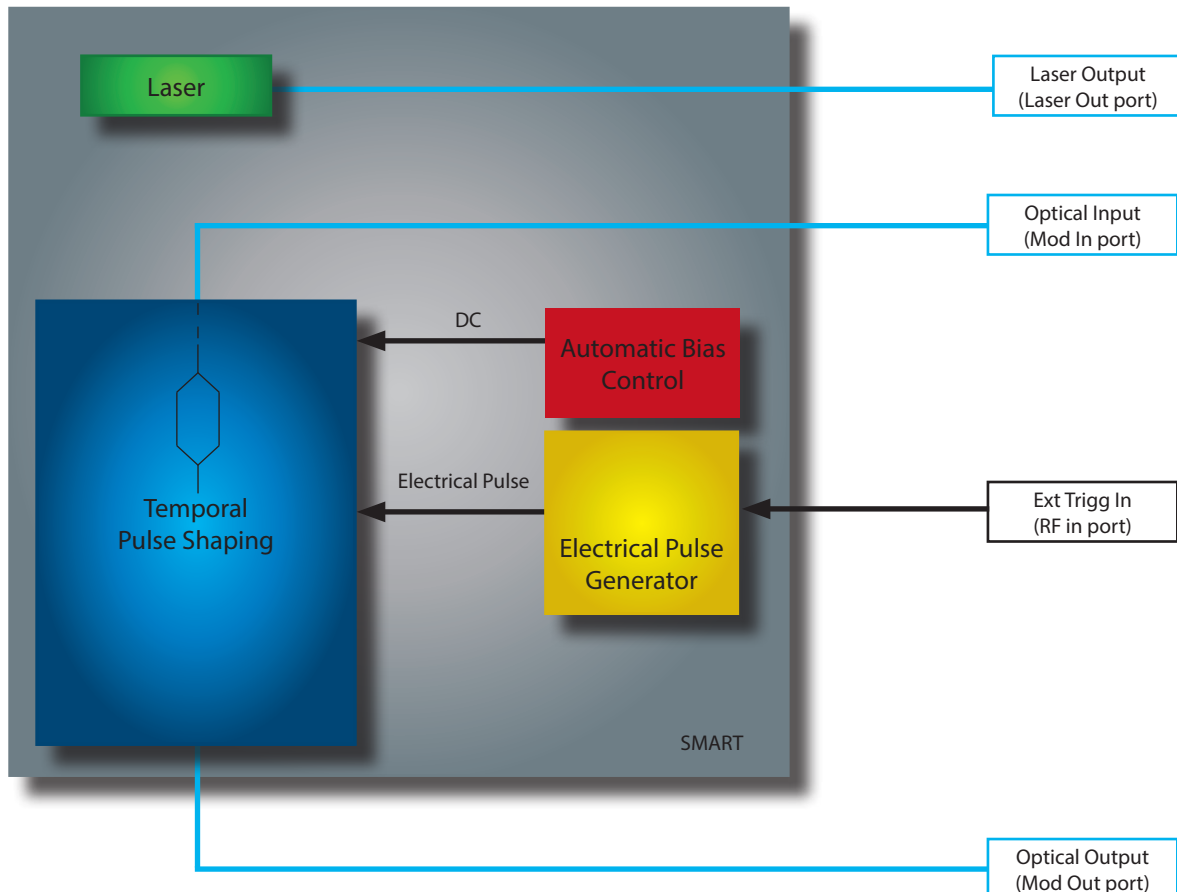 Laser
Laser Output
(Laser Out port)
Optical Input
(Mod In port)
DC
Automatic Bias
Control
Electrical Pulse
Temporal
Pulse Shaping
Electrical Pulse
Generator
Ext Trigg In
(RF in port)
SMART
Optical Output
(Mod Out port)